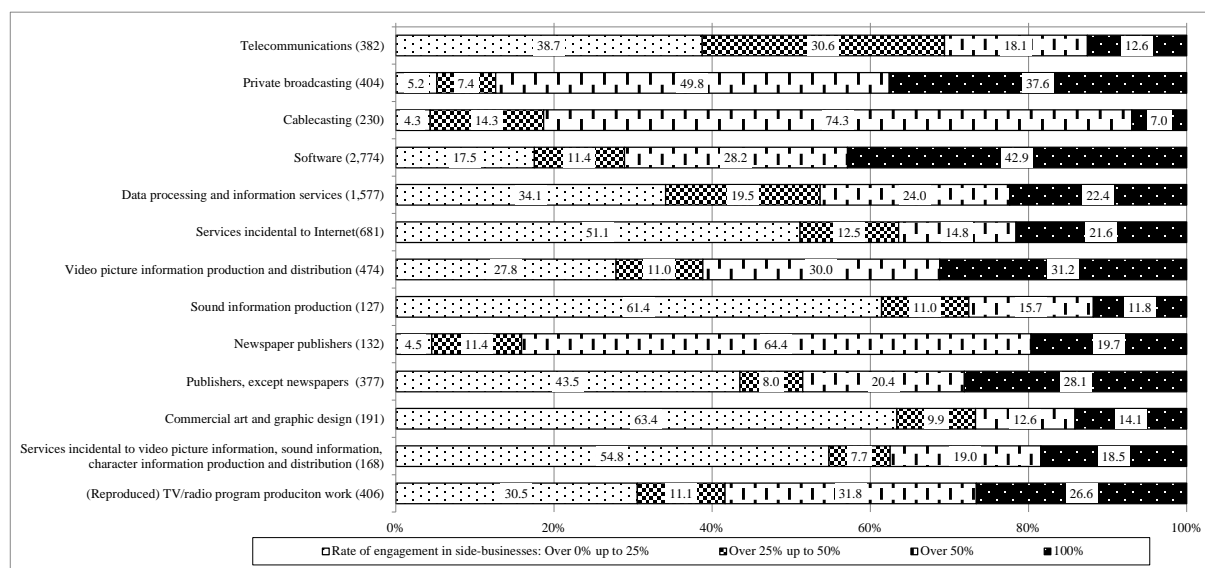 Telecommunications (382) 38.7 30.6 18.1 12.6
Private broadcasting (404) 5.2 7.4 49.8 37.6
Cablecasting (230) 4.3 14.3 74.3 7.0
Software (2,774) 17.5 11.4 28.2 42.9
Data processing and information services (1,577) 34.1 19.5 24.0 22.4
Services incidental to Internet(681) 51.1 12.5 14.8 21.6
Video picture information production and distribution (474) 27.8 11.0 30.0 31.2
Sound information production (127) 61.4 11.0 15.7 11.8
Newspaper publishers (132) 4.5 11.4 64.4 19.7
Publishers, except newspapers (377) 43.5 8.0 20.4 28.1
Commercial art and graphic design (191) 63.4 9.9 12.6 14.1
Services incidental to video picture information, sound information,
character information production and distribution (168) 54.8 7.7 19.0 18.5
(Reproduced) TV/radio program produciton work (406) 30.5 11.1 31.8 26.6
0% 20% 40% 60% 80% 100%
Rate of engagement in side-businesses: Over 0% up to 25% Over 25% up to 50% Over 50% 100%